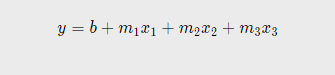 y = b + m₁x₁ + m₂x₂ + m₃x₃